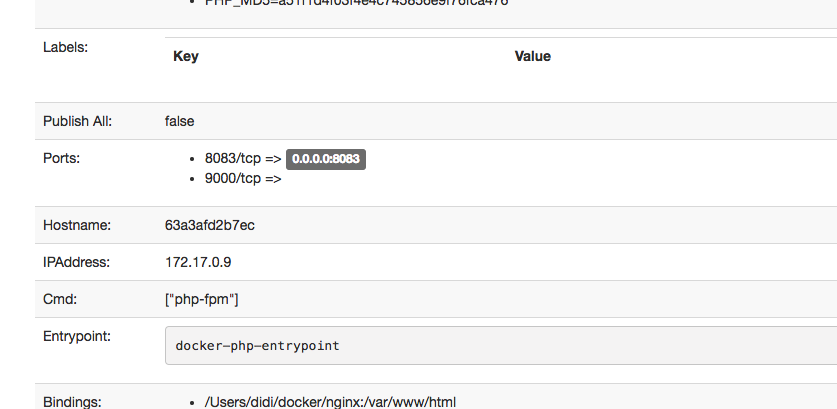 Labels:
Key Value
Publish All: false
Ports: • 8083/tcp => 0.0.0.0:8083
• 9000/tcp =>
Hostname: 63a3afd2b7ec
IPAddress: 172.17.0.9
Cmd: ["php-fpm"]
Entrypoint: docker-php-entrypoint
Bindings: • /Users/didi/docker/nginx:/var/www/html